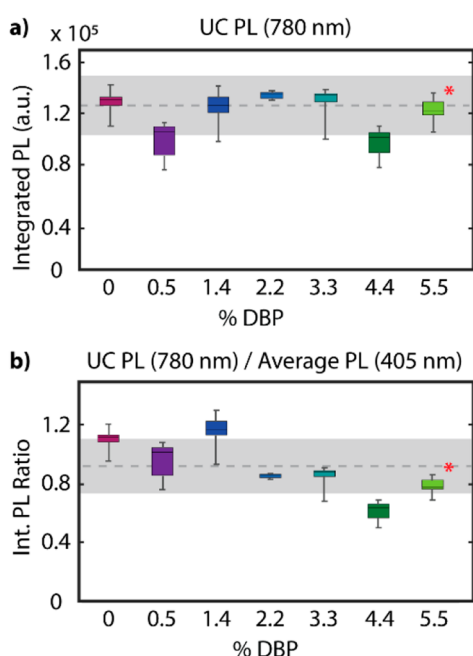 a)
UC PL (780 nm)
x 10⁵
1.6
1.2
0.8
0.4
0
Integrated PL (a.u.)
*
0 0.5 1.4 2.2 3.3 4.4 5.5
% DBP
b)
UC PL (780 nm) / Average PL (405 nm)
1.2
0.8
0.4
0
Int. PL Ratio
*
0 0.5 1.4 2.2 3.3 4.4 5.5
% DBP